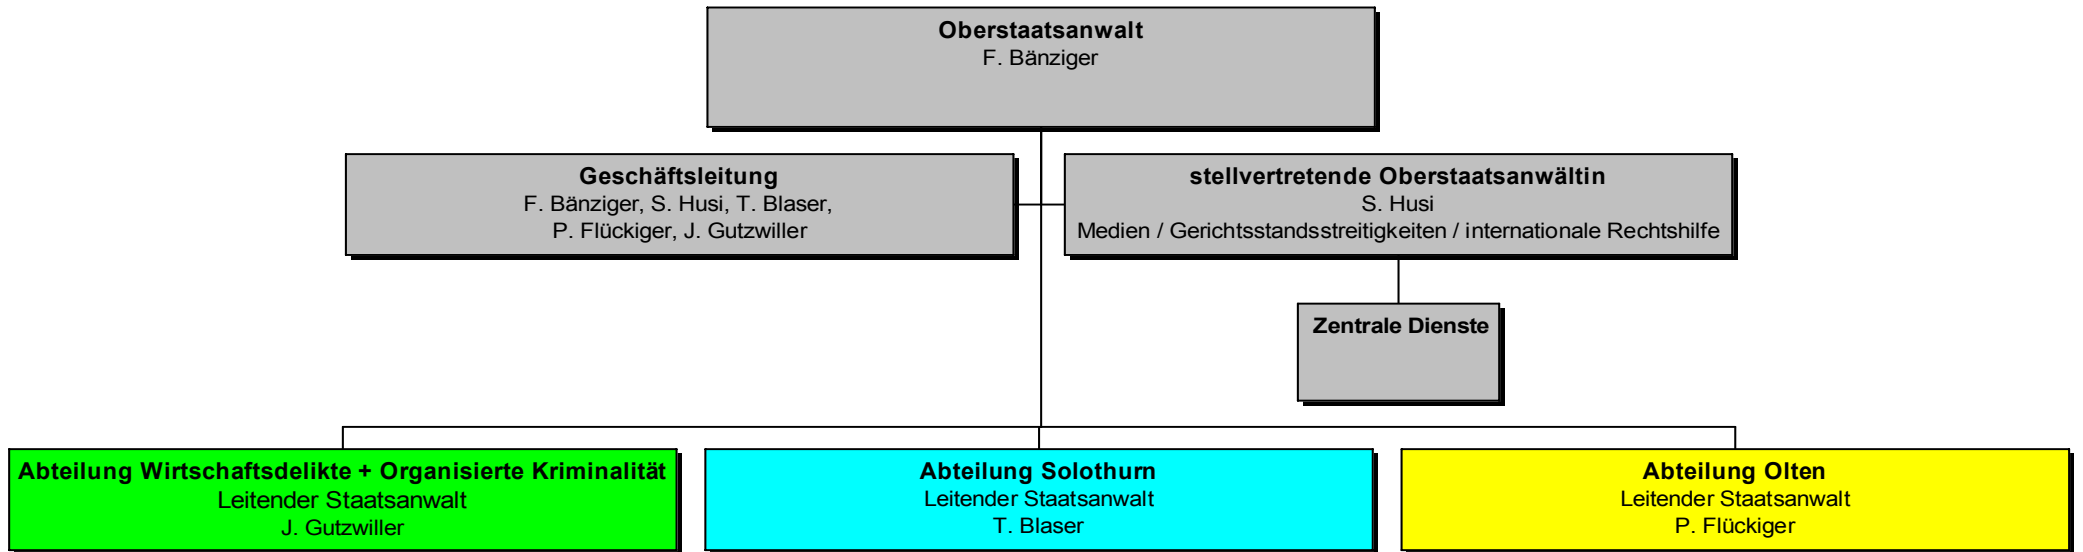 Oberstaatsanwalt
F. Bänziger
Geschäftsleitung
F. Bänziger, S. Husi, T. Blaser,
P. Flückiger, J. Gutzwiller
stellvertretende Oberstaatsanwältin
S. Husi
Medien / Gerichtsstandsstreitigkeiten / internationale Rechtshilfe
Zentrale Dienste
Abteilung Wirtschaftsdelikte + Organisierte Kriminalität
Leitender Staatsanwalt
J. Gutzwiller
Abteilung Solothurn
Leitender Staatsanwalt
T. Blaser
Abteilung Olten
Leitender Staatsanwalt
P. Flückiger